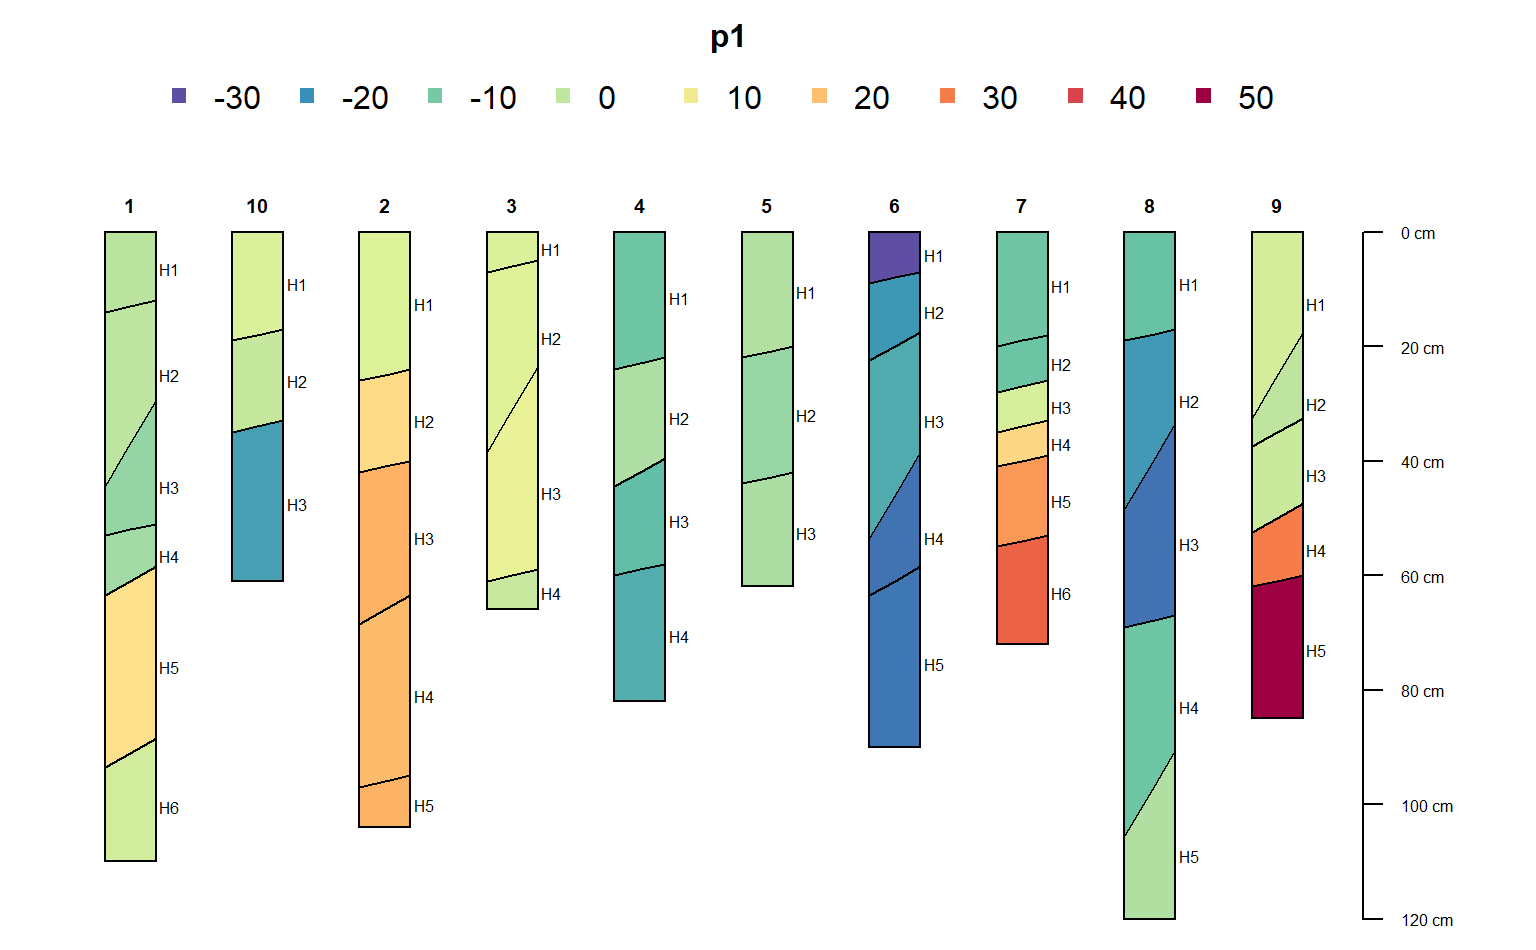 p1
-30 -20 -10 0 10 20 30 40 50
1 10 2 3 4 5 6 7 8 9
H1 H2 H3 H4 H5 H6
H1 H2 H3
H1 H2 H3 H4 H5
H1 H2 H3 H4
H1 H2 H3 H4
H1 H2 H3
H1 H2 H3 H4 H5
H1 H2 H3 H4 H5 H6
H1 H2 H3 H4 H5
H1 H2 H3 H4 H5
0 cm
20 cm
40 cm
60 cm
80 cm
100 cm
120 cm